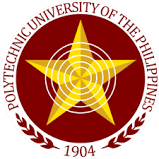 POLYTECHNIC UNIVERSITY OF THE PHILIPPINES
1904